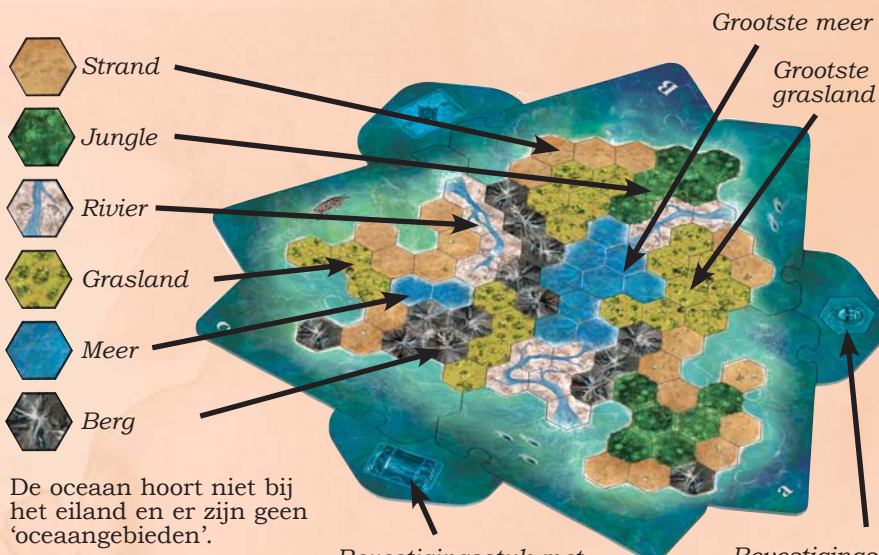 Grootste meer
Grootste
grasland
Strand
Jungle
Rivier
Grasland
Meer
Berg
De oceaan hoort niet bij
het eiland en er zijn geen
‘oceaangebieden’.
B